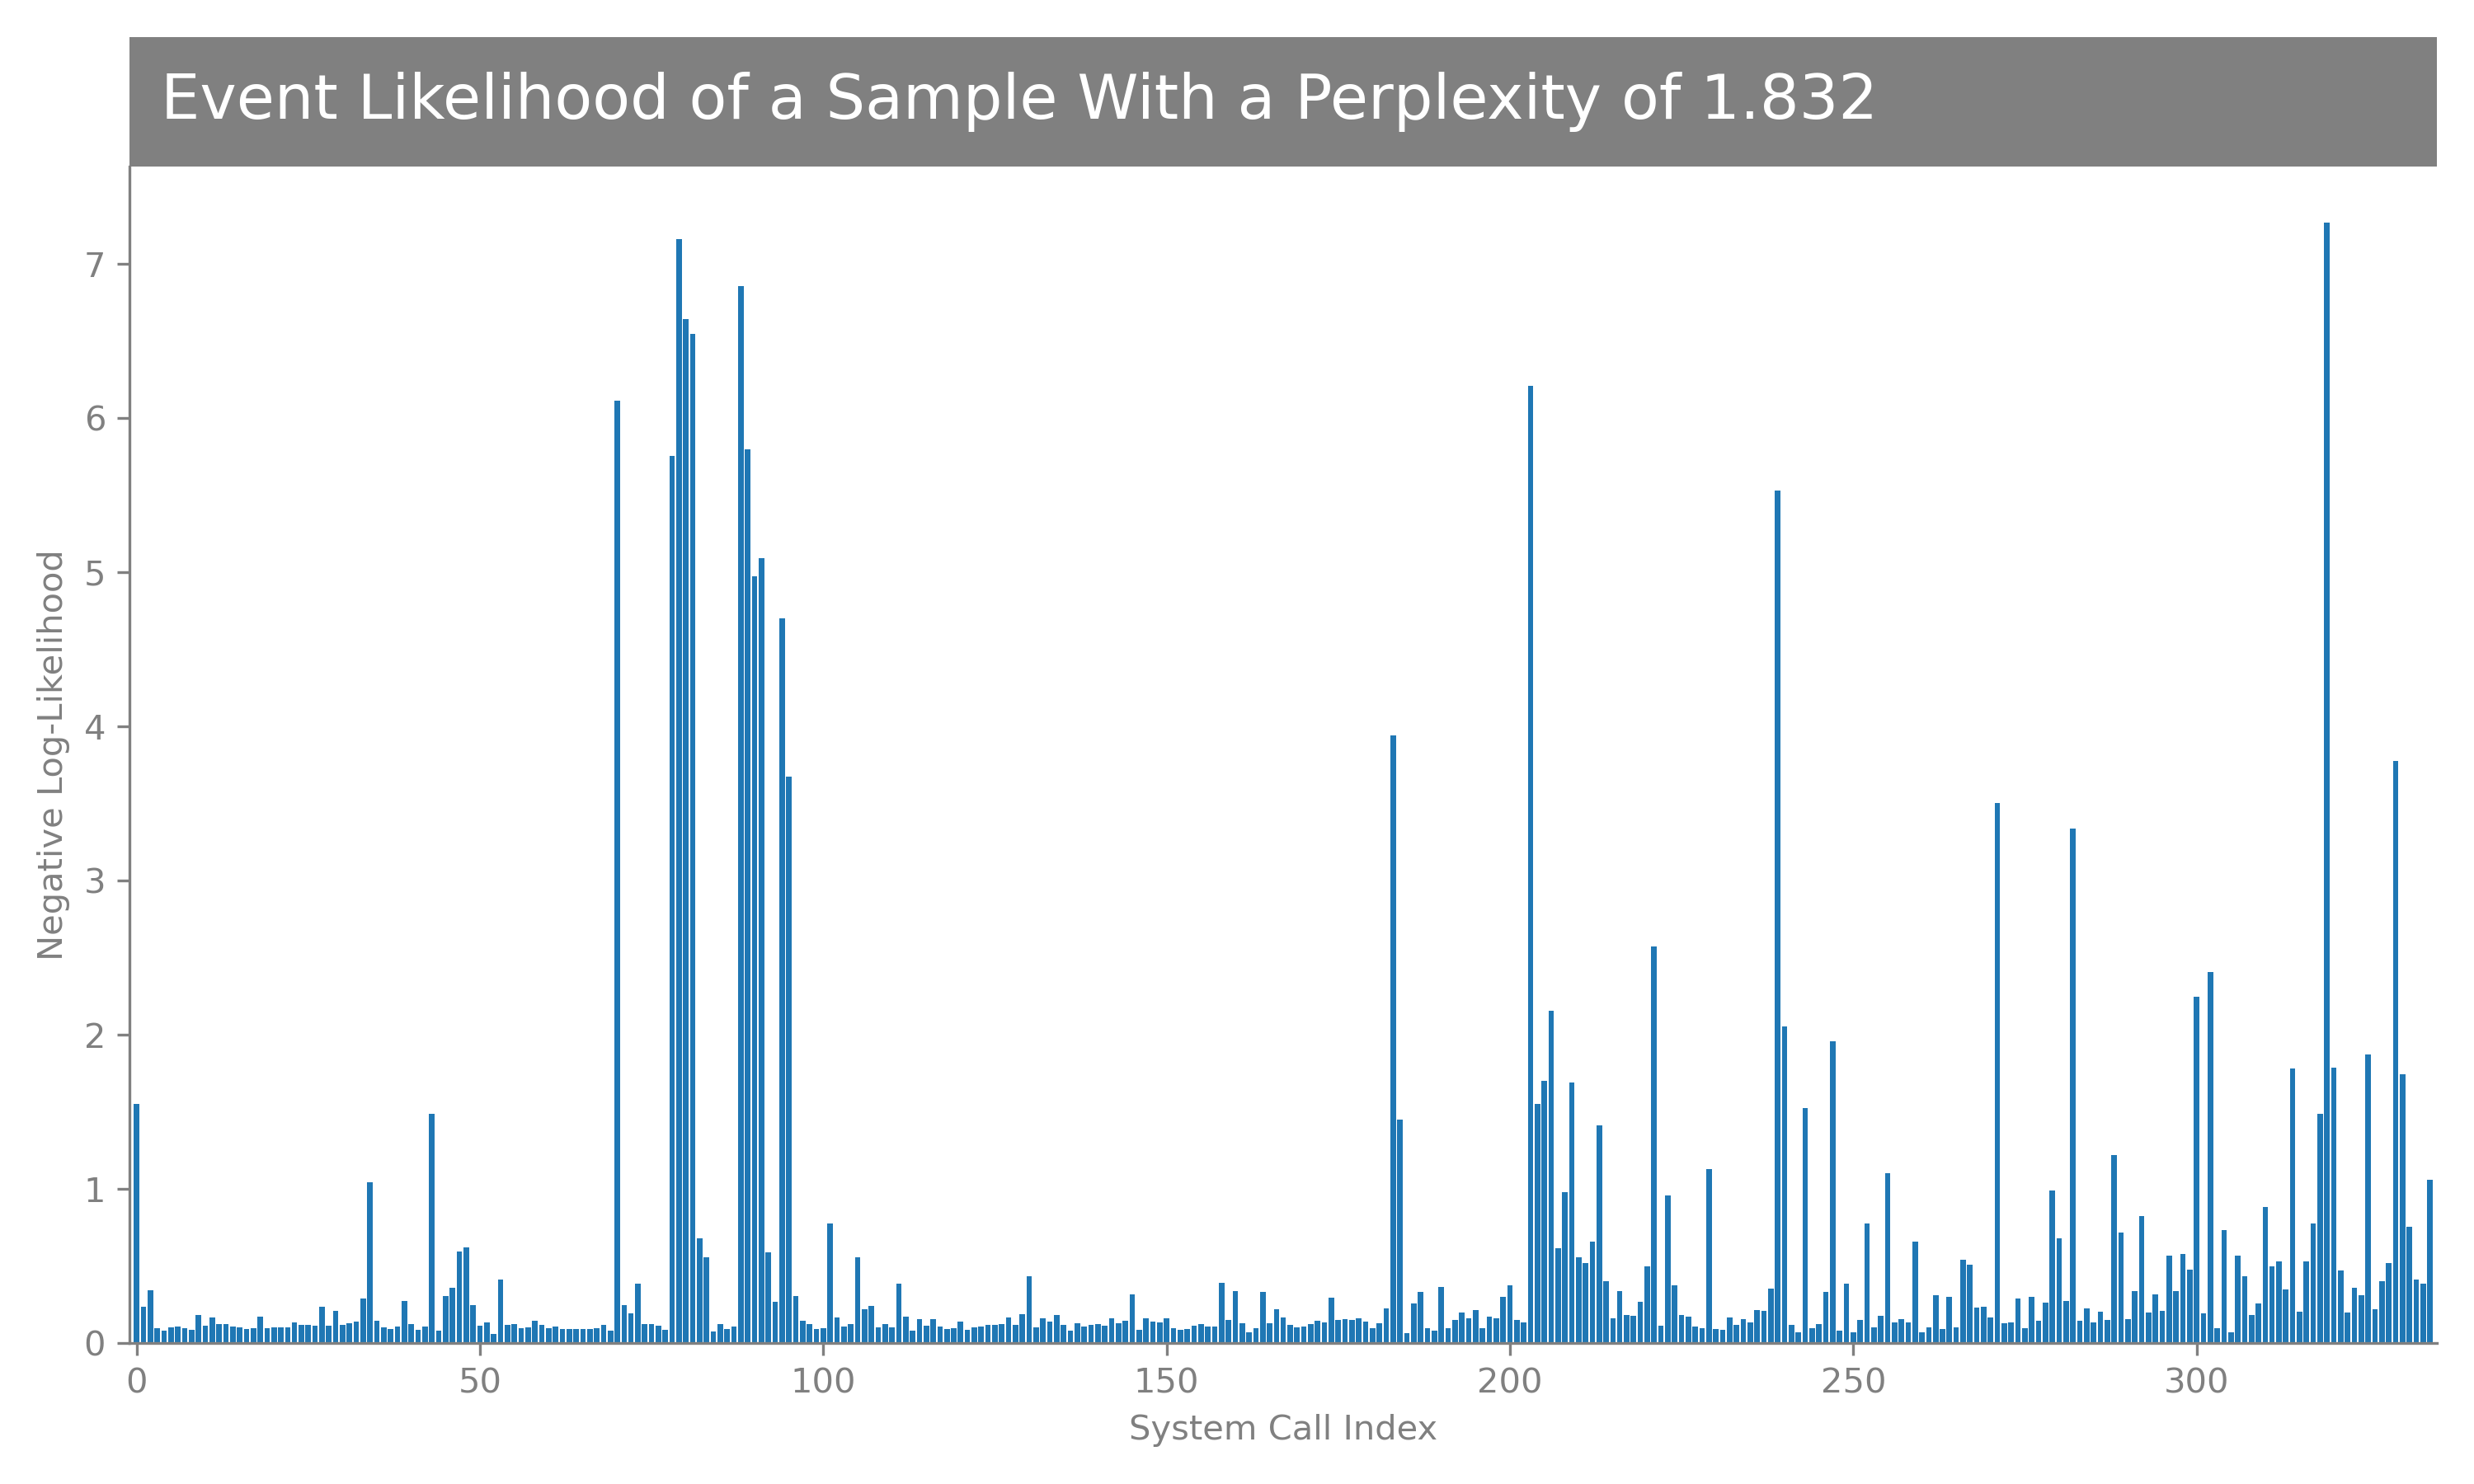 Event Likelihood of a Sample With a Perplexity of 1.832
Negative Log-Likelihood
7
6
5
4
3
2
1
0
0 50 100 150 200 250 300
System Call Index